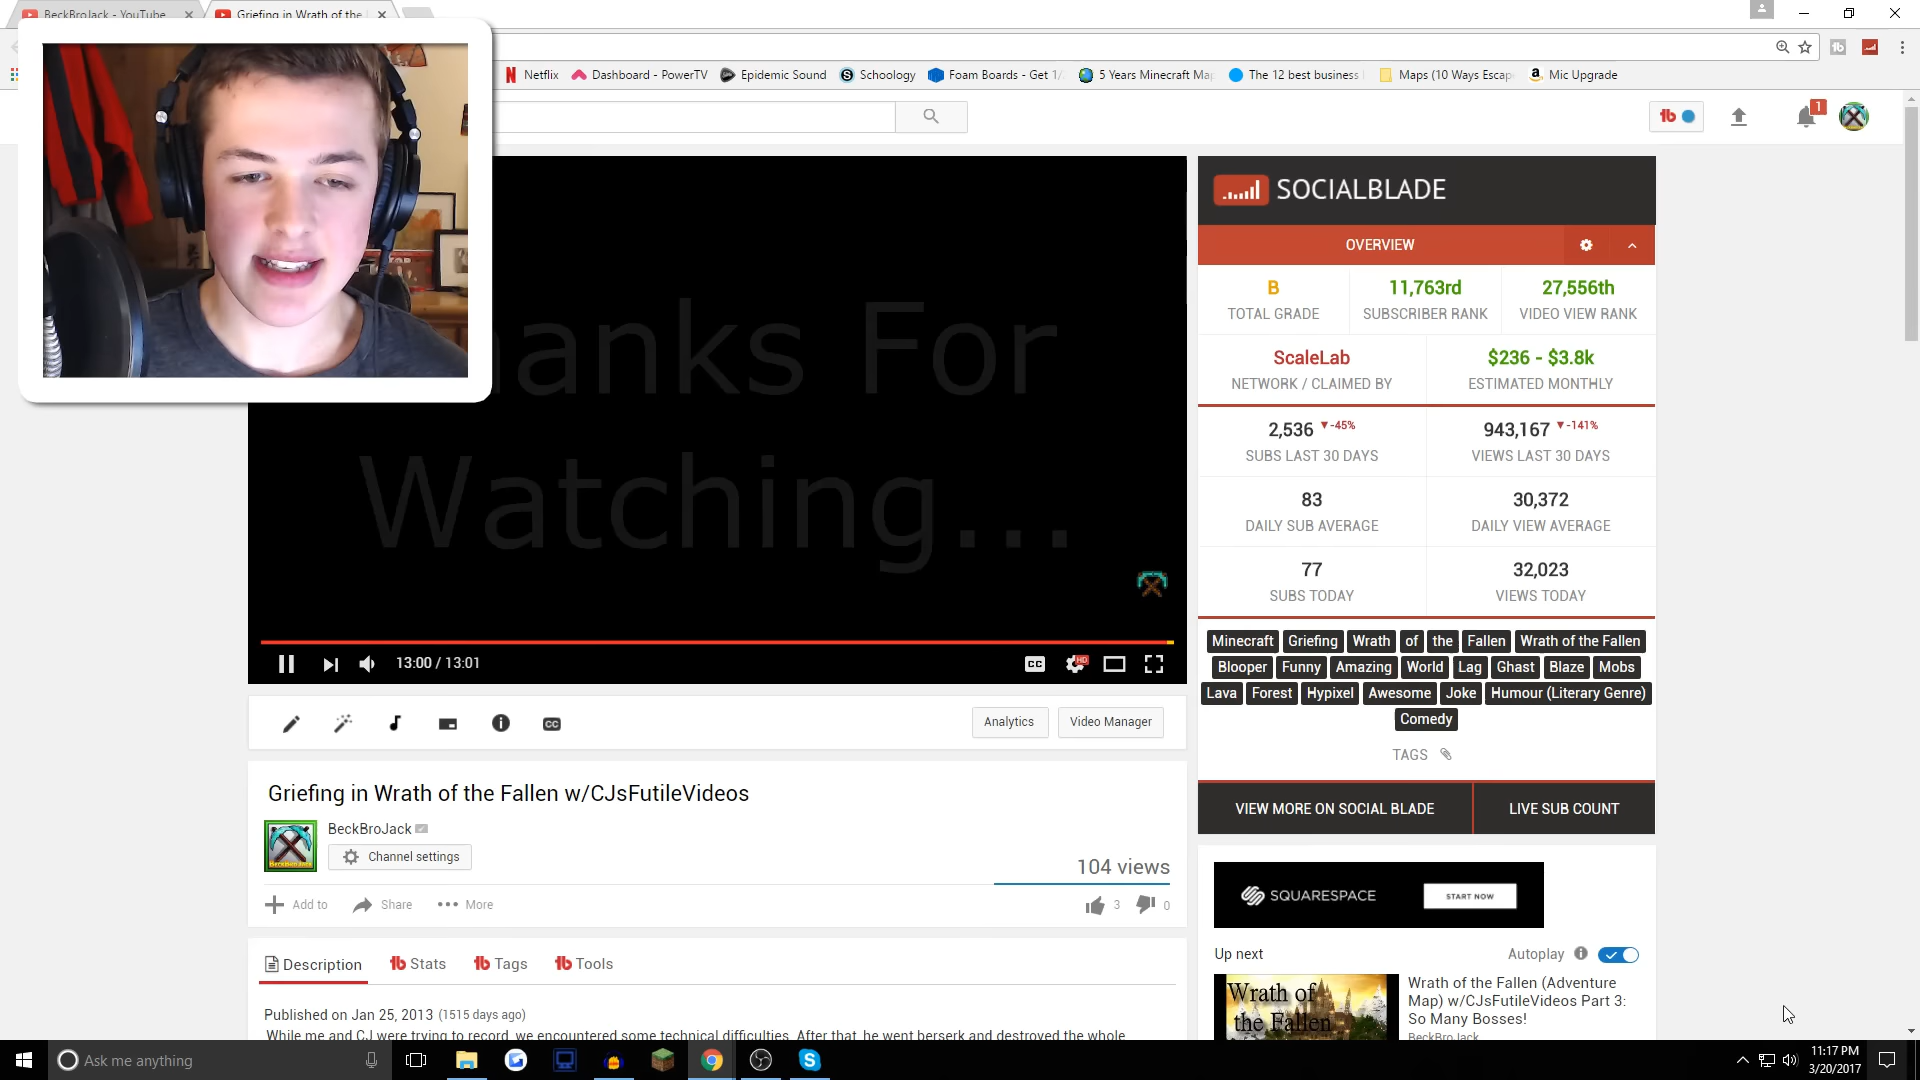 BeckBroJack - YouTube
Griefing in Wrath of the
Netflix
Dashboard - PowerTV
Epidemic Sound
Schoology
Foam Boards - Get 1/
5 Years Minecraft Ma
The 12 best business
Maps (10 Ways Escap
Mic Upgrade
1
hanks For
Watching...
13:00 / 13:01
CC
HD
SOCIALBLADE
OVERVIEW
B
TOTAL GRADE
11,763rd
SUBSCRIBER RANK
27,556th
VIDEO VIEW RANK
ScaleLab
NETWORK / CLAIMED BY
$236 - $3.8k
ESTIMATED MONTHLY
2,536 ▼-45%
SUBS LAST 30 DAYS
943,167 ▼-141%
VIEWS LAST 30 DAYS
83
DAILY SUB AVERAGE
30,372
DAILY VIEW AVERAGE
77
SUBS TODAY
32,023
VIEWS TODAY
Minecraft Griefing Wrath of the Fallen Wrath of the Fallen
Blooper Funny Amazing World Lag Ghast Blaze Mobs
Lava Forest Hypixel Awesome Joke Humour (Literary Genre)
Comedy
TAGS
VIEW MORE ON SOCIAL BLADE
LIVE SUB COUNT
CC
Analytics
Video Manager
Griefing in Wrath of the Fallen w/CJsFutileVideos
BeckBroJack
Channel settings
104 views
Add to
Share
More
3
0
Description
Stats
Tags
Tools
Published on Jan 25, 2013 (1515 days ago)
While me and CJ were trying to record, we encountered some technical difficulties. After that, he went berserk and destroyed the whole
SQUARESPACE
START NOW
Up next
Autoplay
Wrath of
the Fallen
Wrath of the Fallen (Adventure
Map) w/CJsFutileVideos Part 3:
So Many Bosses!
BeckBroJack
Ask me anything
11:17 PM
3/20/2017